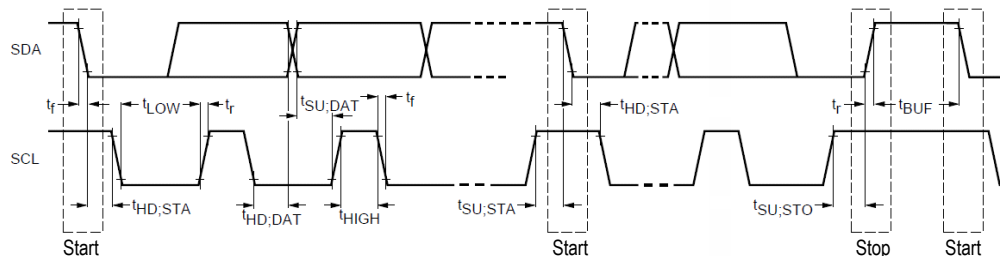 SDA
tf tLOW tr tSU;DAT tf tHD;STA tr tBUF
SCL
tHD;STA tHD;DAT tHIGH tSU;STA tSU;STO
Start Start Stop Start